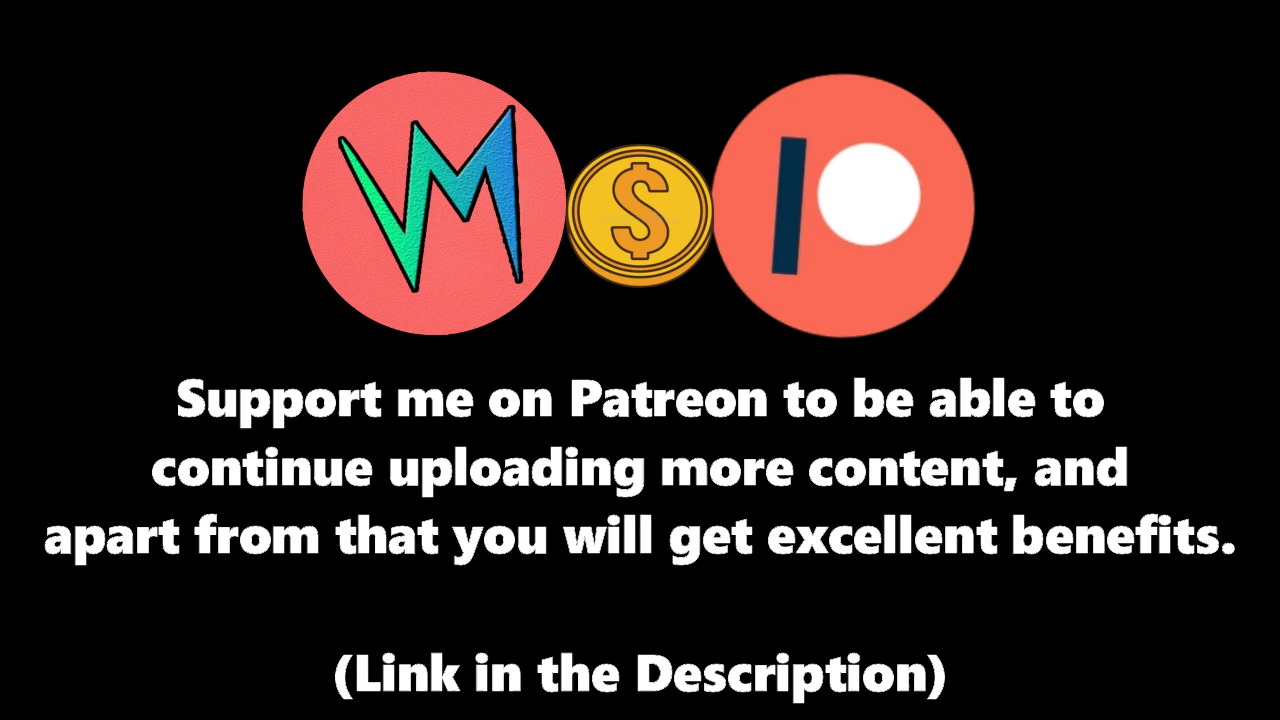 VM
$
Support me on Patreon to be able to
continue uploading more content, and
apart from that you will get excellent benefits.
(Link in the Description)